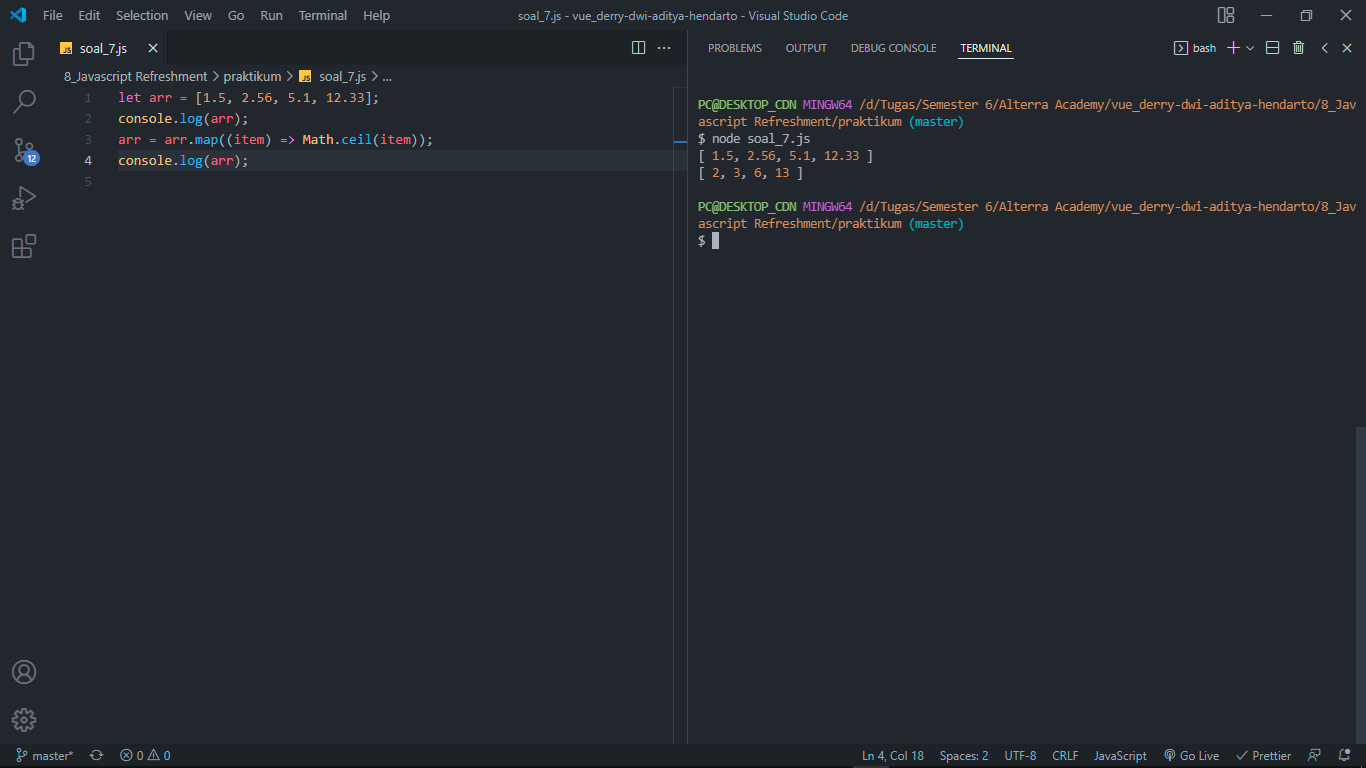 File Edit Selection View Go Run Terminal Help
soal_7.js - vue_derry-dwi-aditya-hendarto - Visual Studio Code
JS soal_7.js
8_Javascript Refreshment > praktikum > JS soal_7.js > ...
1 let arr = [1.5, 2.56, 5.1, 12.33];
2 console.log(arr);
3 arr = arr.map((item) => Math.ceil(item));
4 console.log(arr);
5
12
PROBLEMS OUTPUT DEBUG CONSOLE TERMINAL
bash
PC@DESKTOP_CDN MINGW64 /d/Tugas/Semester 6/Alterra Academy/vue_derry-dwi-aditya-hendarto/8_Jav
ascript Refreshment/praktikum (master)
$ node soal_7.js
[ 1.5, 2.56, 5.1, 12.33 ]
[ 2, 3, 6, 13 ]
PC@DESKTOP_CDN MINGW64 /d/Tugas/Semester 6/Alterra Academy/vue_derry-dwi-aditya-hendarto/8_Jav
ascript Refreshment/praktikum (master)
$
master* 0 0
Ln 4, Col 18 Spaces: 2 UTF-8 CRLF JavaScript Go Live Prettier